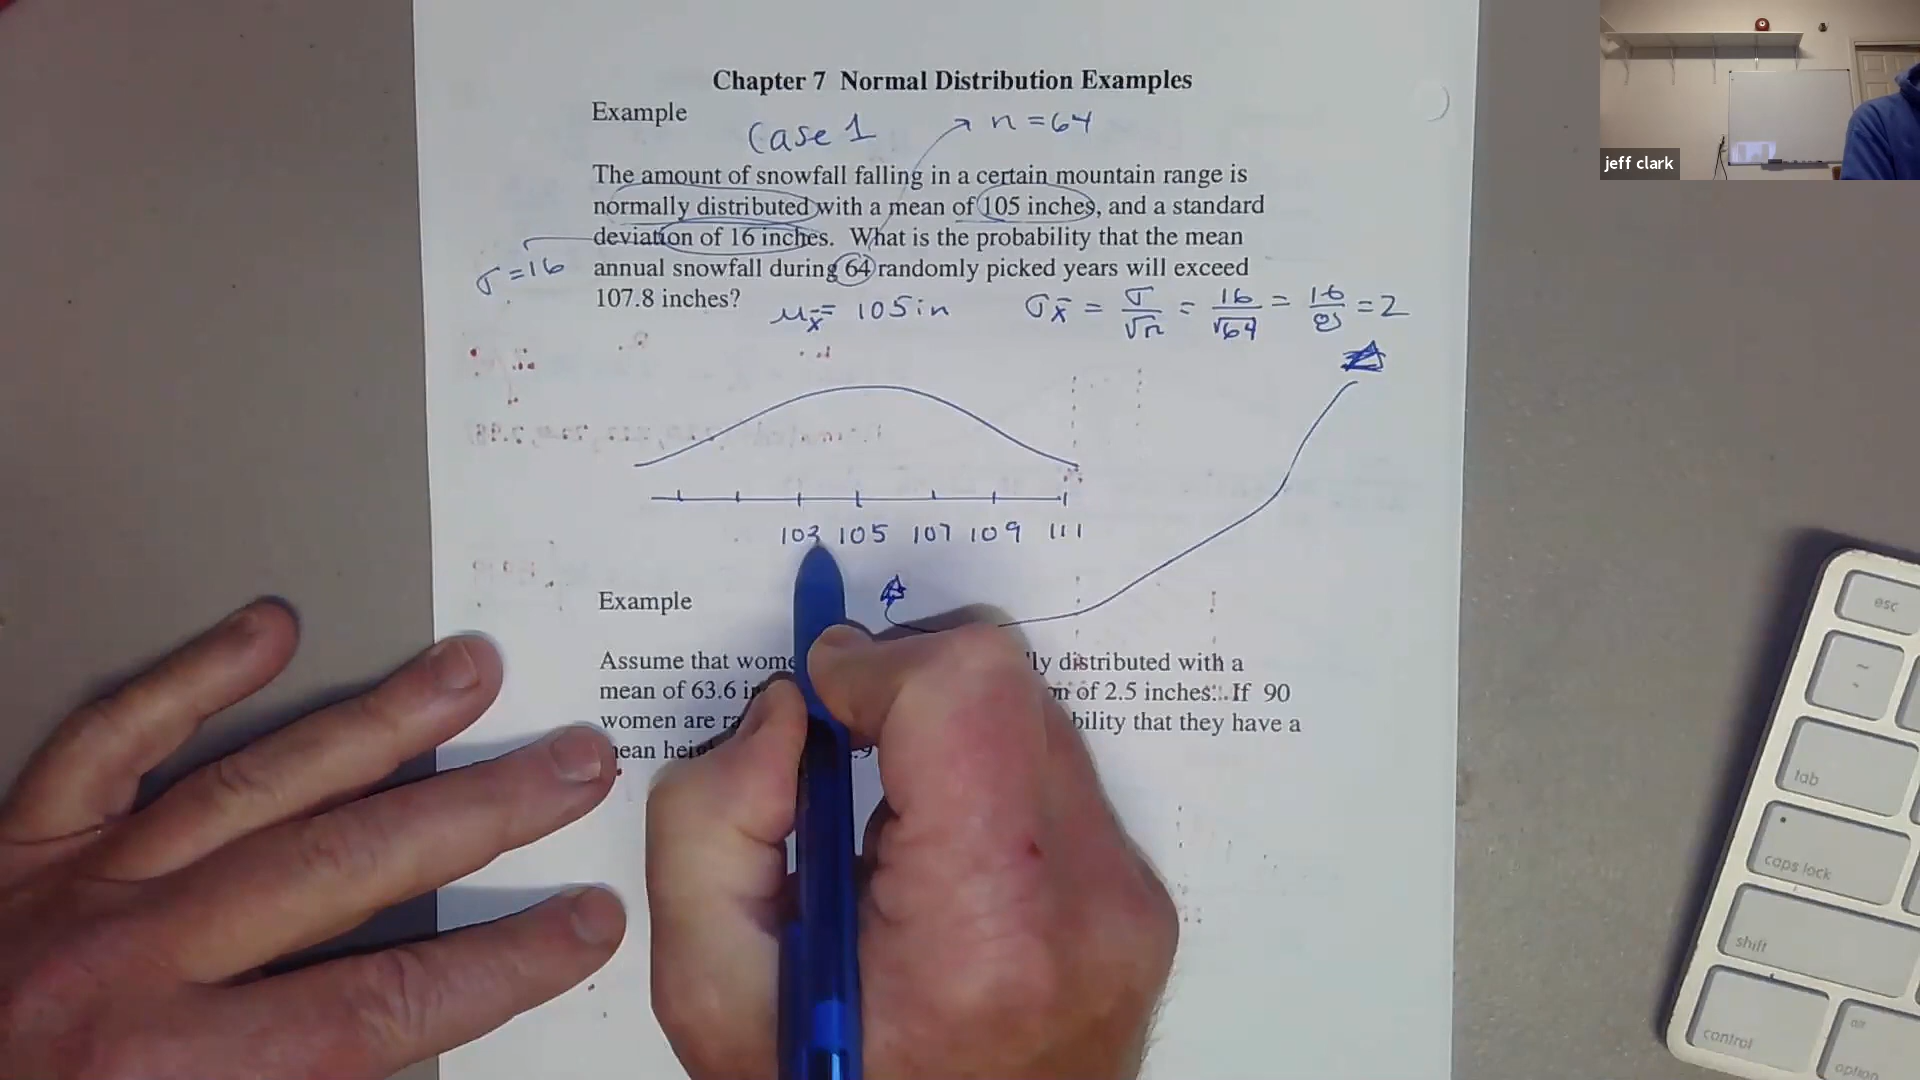 Chapter 7 Normal Distribution Examples
Example
Case 1
n = 64
The amount of snowfall falling in a certain mountain range is
normally distributed with a mean of 105 inches, and a standard
deviation of 16 inches. What is the probability that the mean
annual snowfall during 64 randomly picked years will exceed
107.8 inches?
σ = 16
μx̄ = 105 in
σx̄ = σ/√n = 16/√64 = 16/8 = 2
103 105 107 109 111
Example
Assume that distributed with a
mean of 63.6 of 2.5 inches. If 90
women are that they have a
jeff clark
esc
~
tab
caps lock
shift
control
alt
option